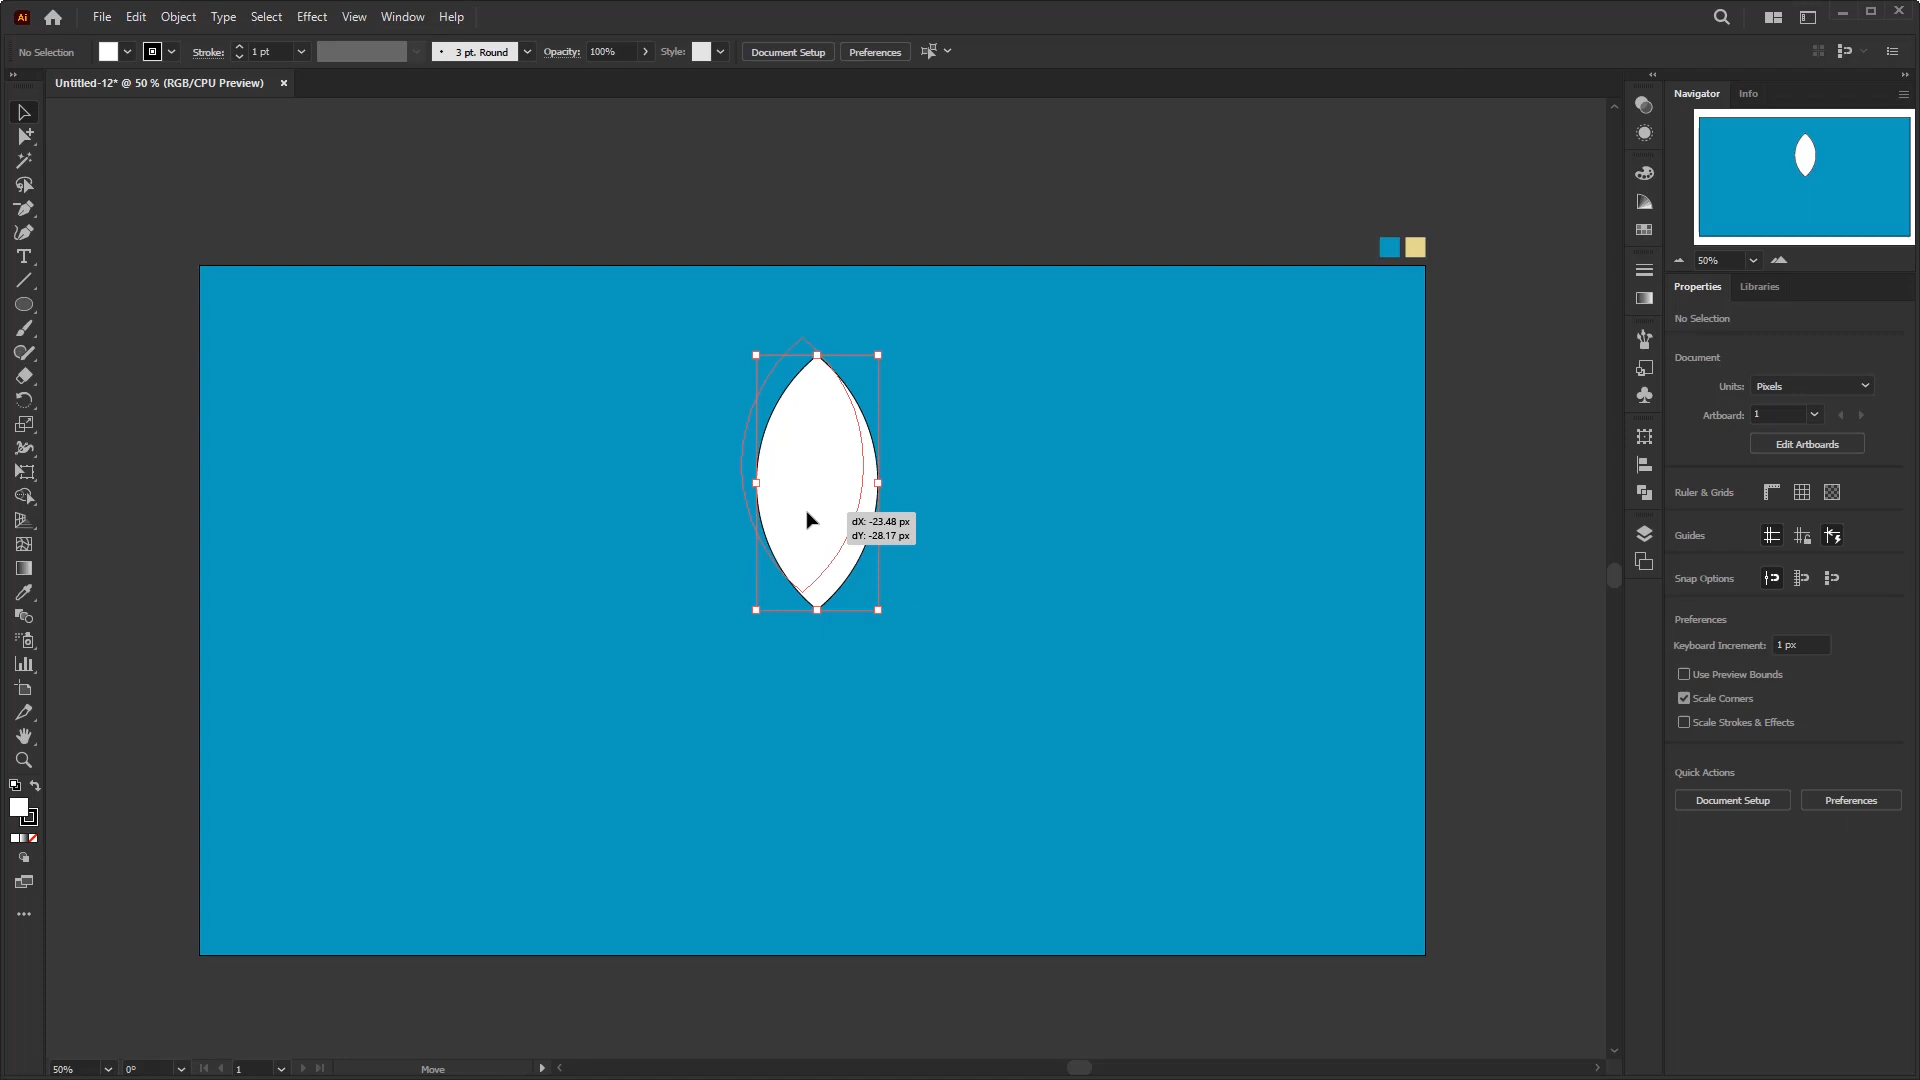 Ai File Edit Object Type Select Effect View Window Help
No Selection Stroke: 1 pt 3 pt. Round Opacity: 100% Style: Document Setup Preferences
Untitled-12* @ 50 % (RGB/CPU Preview)
Navigator Info
50%
Properties Libraries
No Selection
Document
Units: Pixels
Artboard: 1
Edit Artboards
Ruler & Grids
dX: -23.48 px
dY: -28.17 px
Guides
Snap Options
Preferences
Keyboard Increment: 1 px
Use Preview Bounds
Scale Corners
Scale Strokes & Effects
Quick Actions
Document Setup Preferences
50% 0° 1 Move